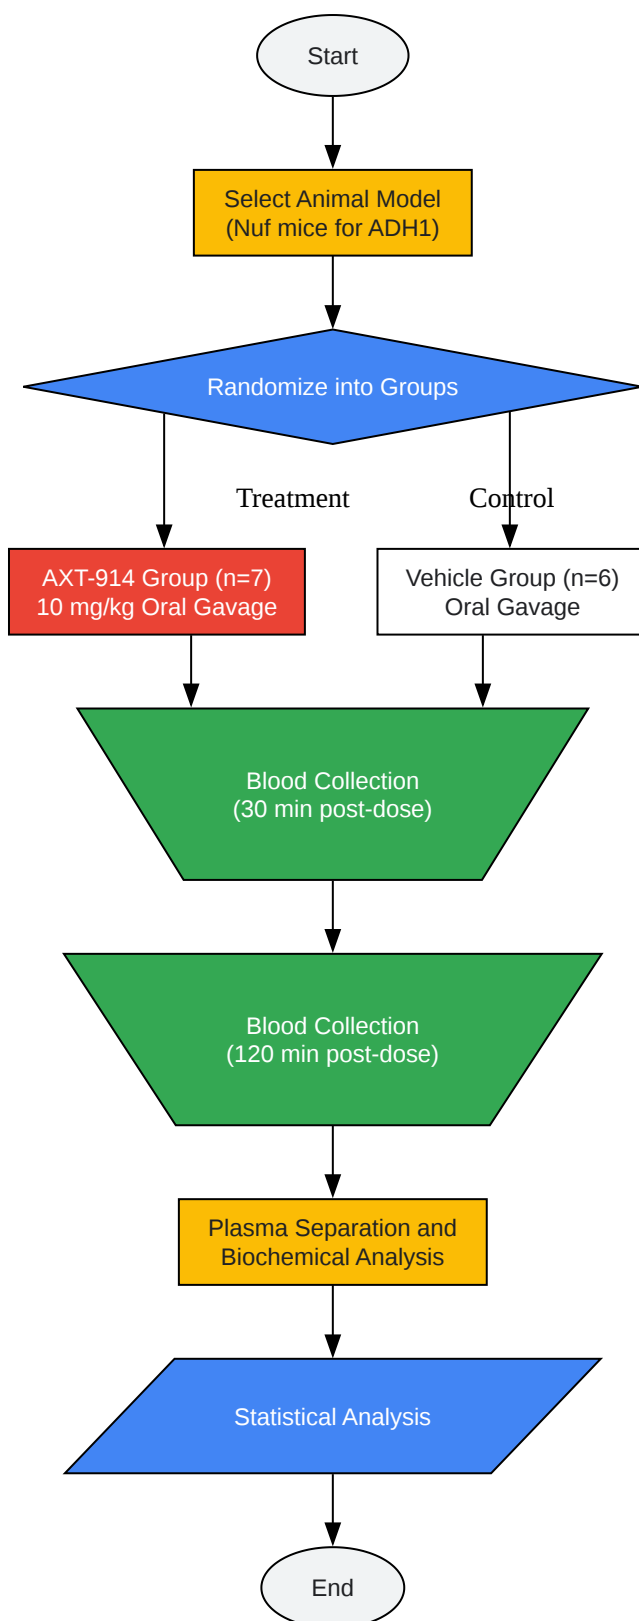 Start
Select Animal Model
(Nuf mice for ADH1)
Randomize into Groups
Treatment
Control
AXT-914 Group (n=7)
10 mg/kg Oral Gavage
Vehicle Group (n=6)
Oral Gavage
Blood Collection
(30 min post-dose)
Blood Collection
(120 min post-dose)
Plasma Separation and
Biochemical Analysis
Statistical Analysis
End